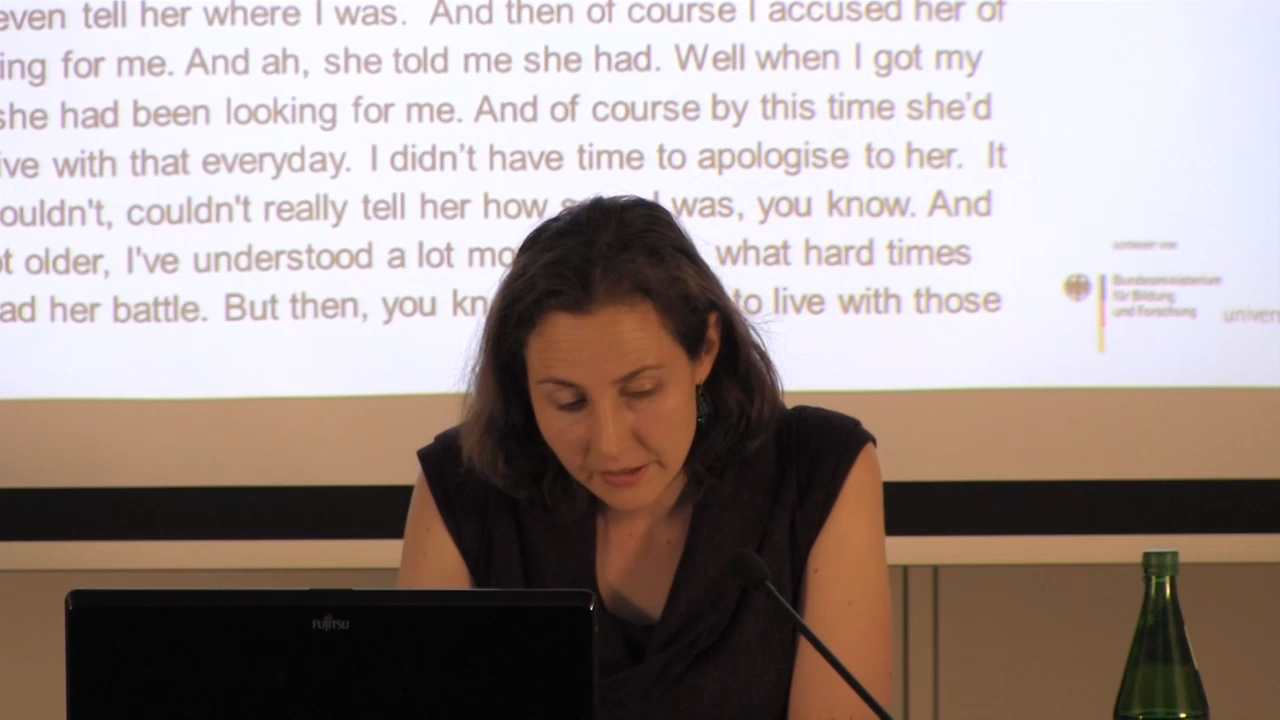 even tell her where I was. And then of course I accused her of
ing for me. And ah, she told me she had. Well when I got my
she had been looking for me. And of course by this time she'd
ive with that everyday. I didn't have time to apologise to her. It
ouldn't, couldn't really tell her how was, you know. And
ot older, I've understood a lot mo what hard times
ad her battle. But then, you kn to live with those
Bundesministerium
für Bildung
und Forschung
univers
FUJITSU